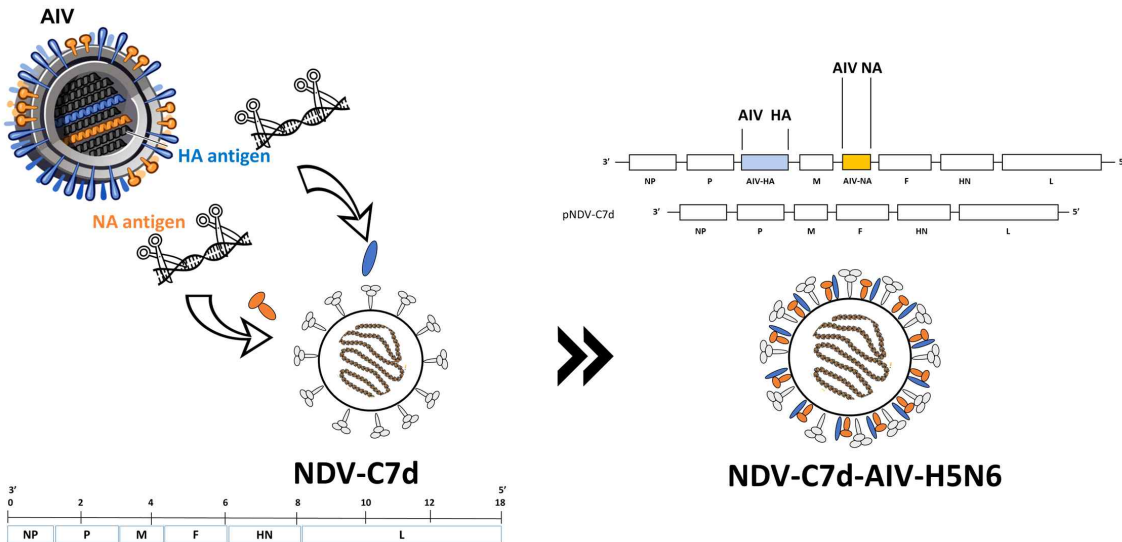 AIV
HA antigen
NA antigen
NDV-C7d
3’ 5’
0 2 4 6 8 10 12 18
NP P M F HN L
AIV NA
AIV HA
3’ 5’
NP P AIV-HA M AIV-NA F HN L
pNDV-C7d 3’ 5’
NP P M F HN L
NDV-C7d-AIV-H5N6